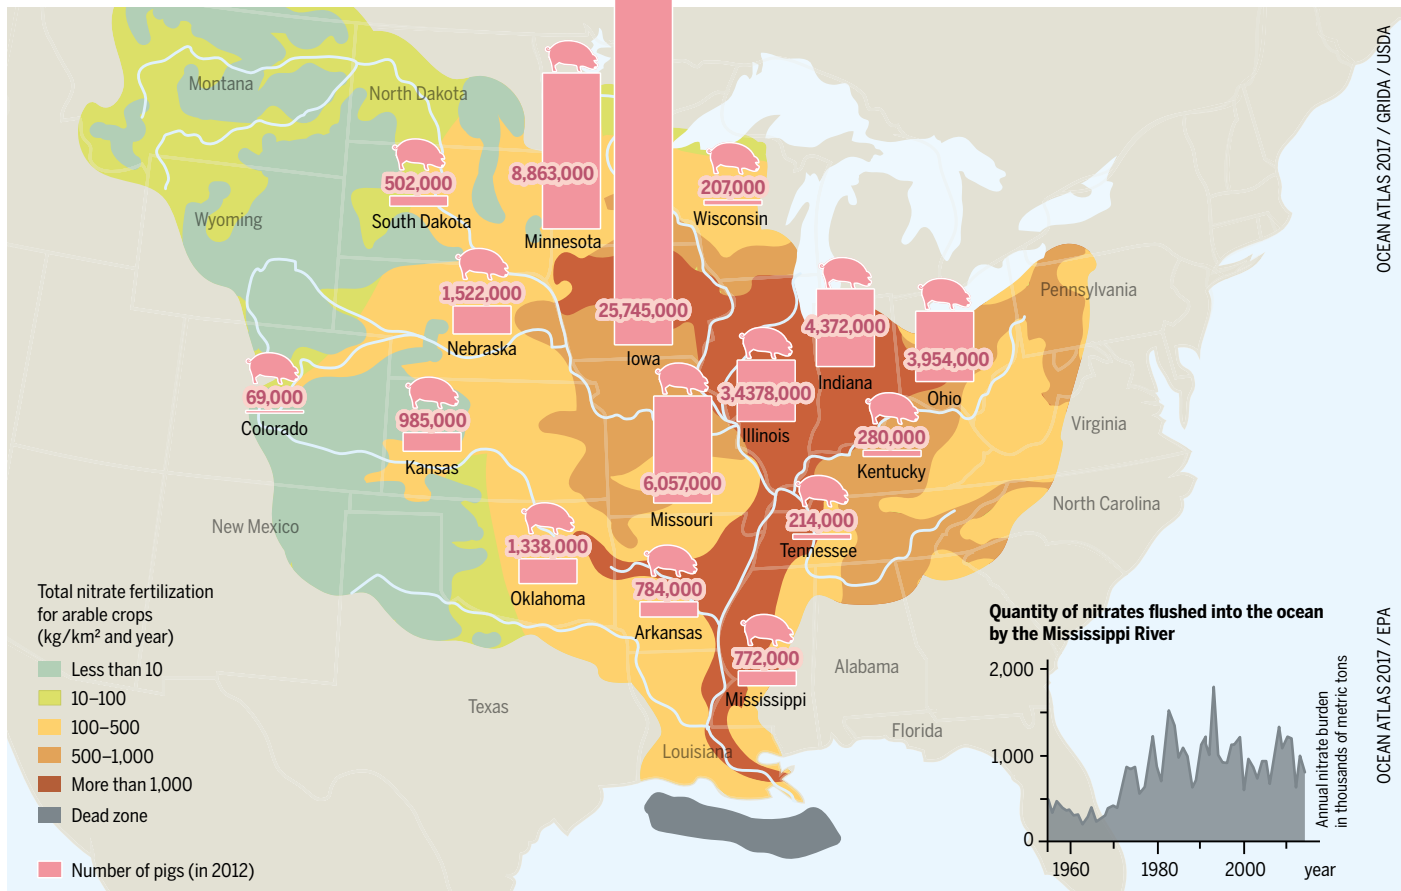 OCEAN ATLAS 2017 / GRIDA / USDA
Montana
North Dakota
8,863,000
Minnesota
502,000
South Dakota
207,000
Wisconsin
Wyoming
1,522,000
Nebraska
25,745,000
Iowa
4,372,000
Indiana
3,954,000
Ohio
Pennsylvania
69,000
Colorado
985,000
Kansas
3,4378,000
Illinois
280,000
Kentucky
Virginia
6,057,000
Missouri
North Carolina
New Mexico
1,338,000
Oklahoma
214,000
Tennessee
784,000
Arkansas
772,000
Mississippi
Alabama
Texas
Louisiana
Florida
Total nitrate fertilization
for arable crops
(kg/km² and year)
Less than 10
10–100
100–500
500–1,000
More than 1,000
Dead zone
Number of pigs (in 2012)
Quantity of nitrates flushed into the ocean
by the Mississippi River
2,000
1,000
0
1960
1980
2000
year
Annual nitrate burden
in thousands of metric tons
OCEAN ATLAS 2017 / EPA